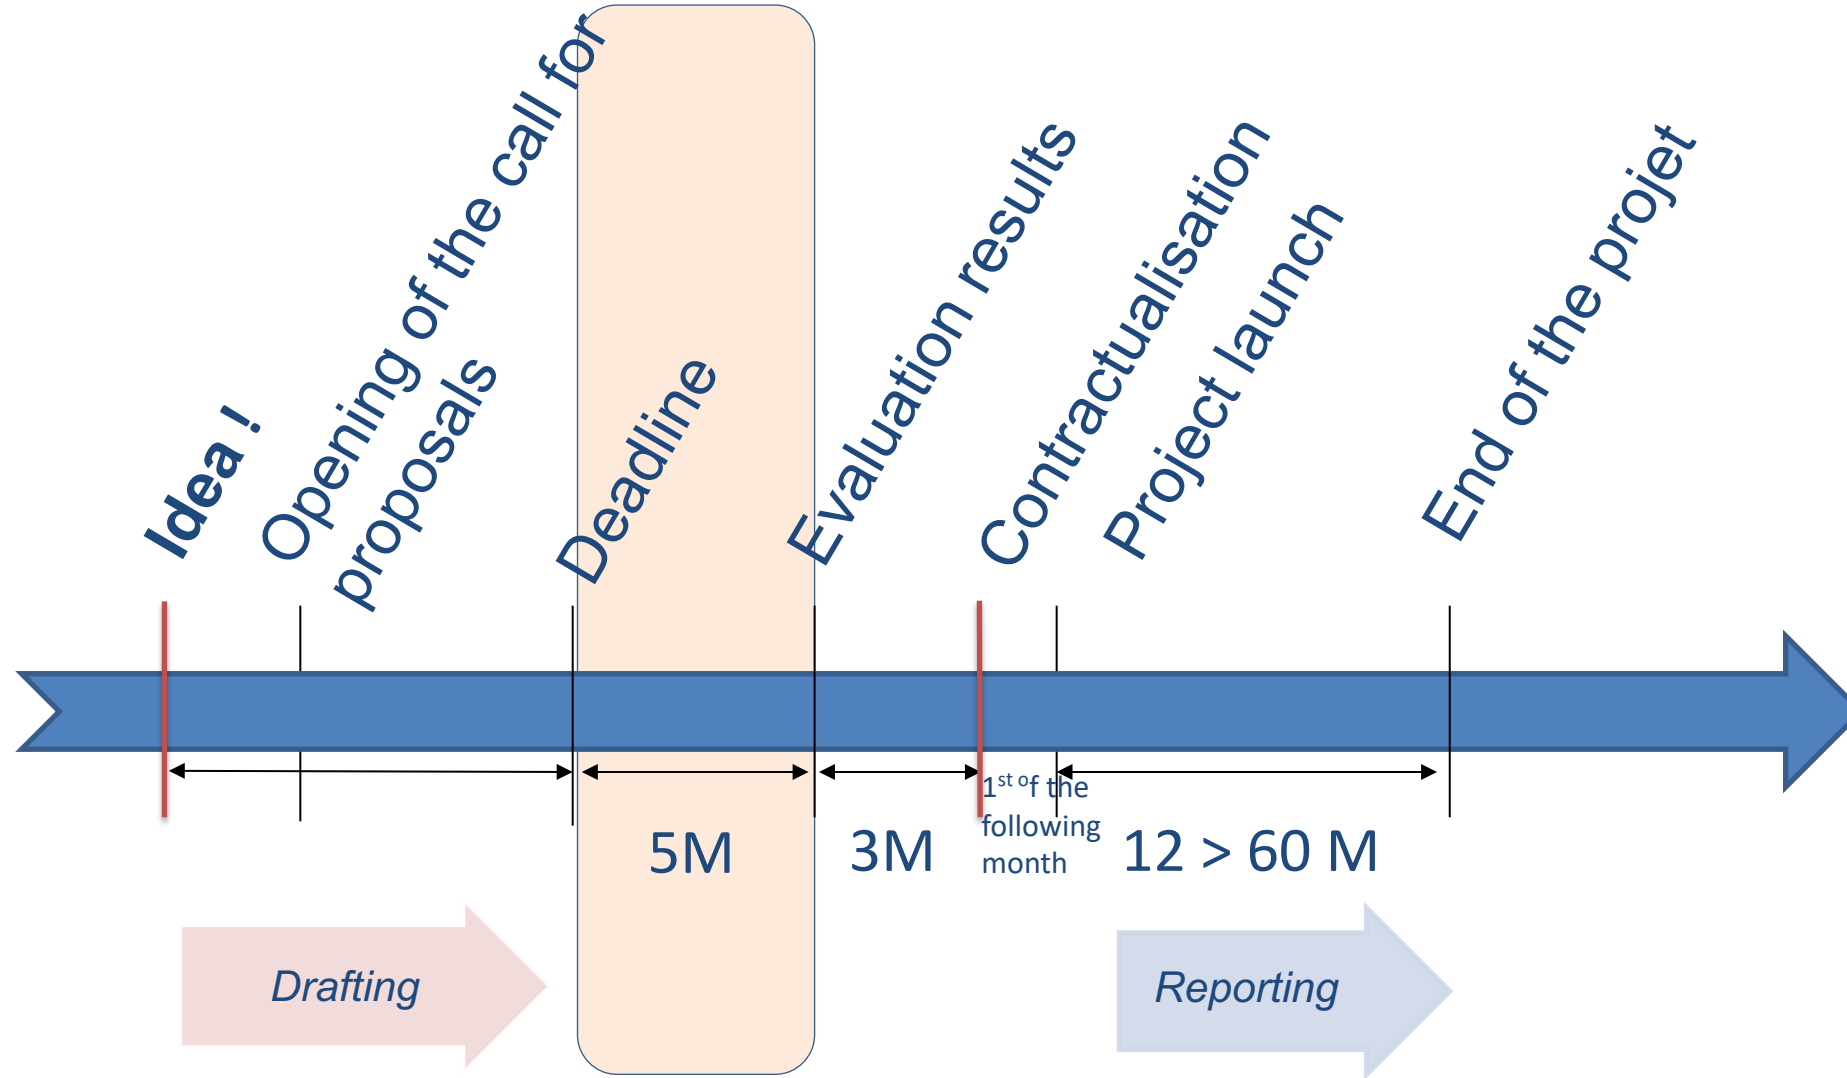 Idea !
Opening of the call for
proposals
Deadline
Evaluation results
Contractualisation
Project launch
End of the projet
5M
3M
1st of the
following
month
12 > 60 M
Drafting
Reporting